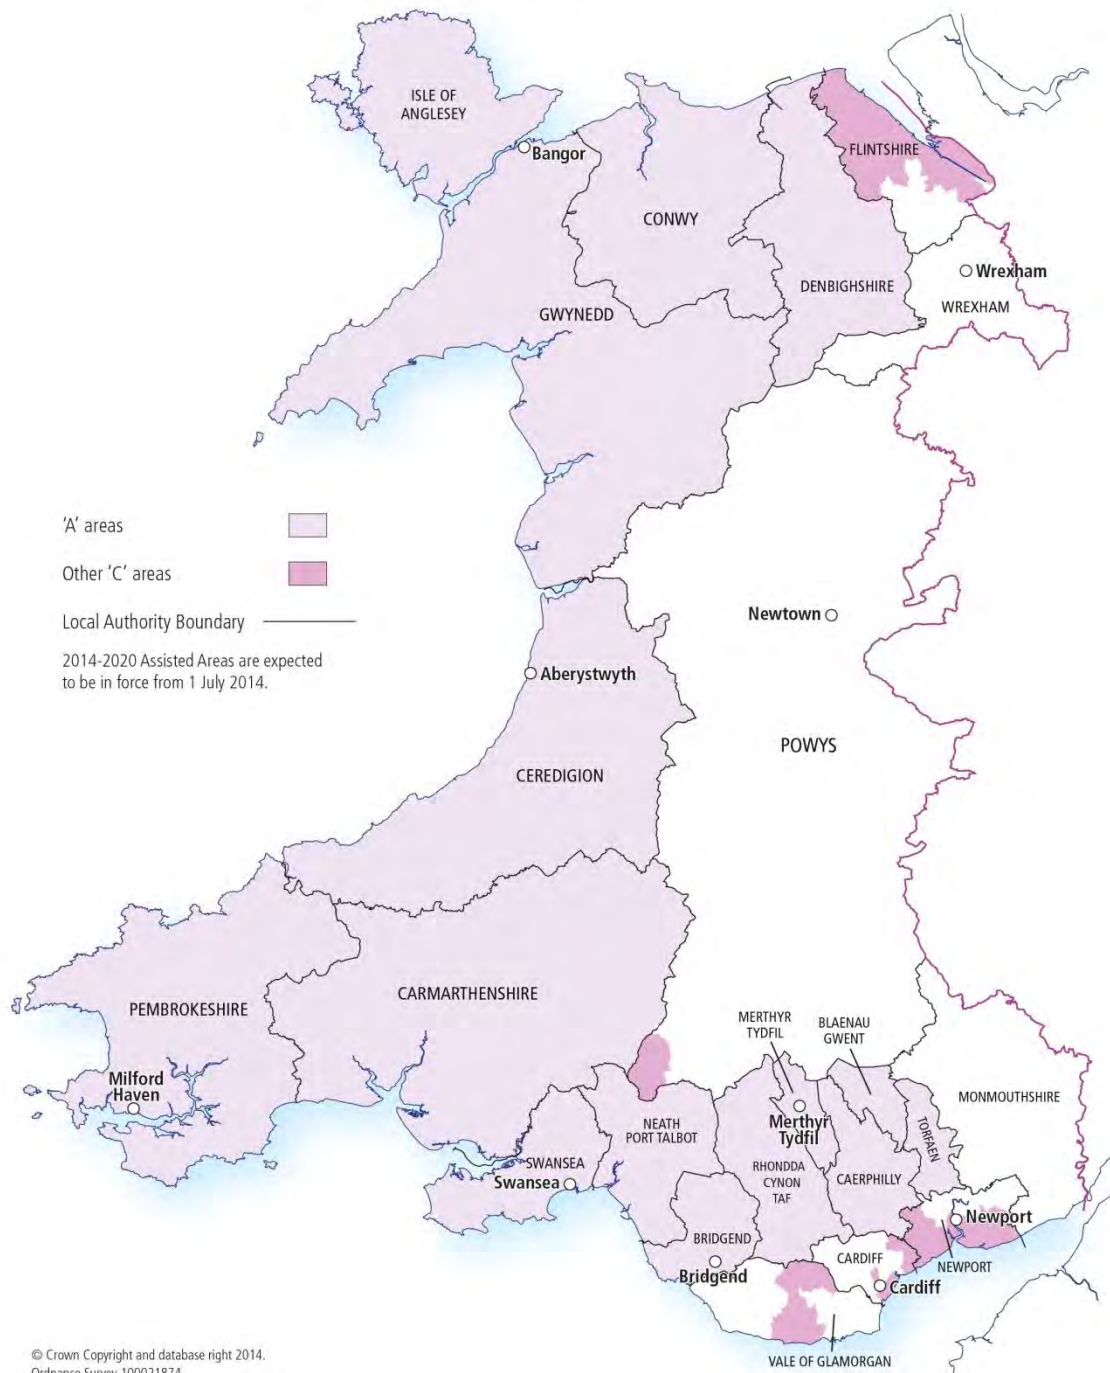 ISLE OF
ANGLESEY
Bangor
FLINTSHIRE
CONWY
Wrexham
DENBIGHSHIRE
WREXHAM
GWYNEDD
'A' areas
Other 'C' areas
Local Authority Boundary
2014-2020 Assisted Areas are expected
to be in force from 1 July 2014.
Newtown
Aberystwyth
POWYS
CEREDIGION
CARMARTHENSHIRE
PEMBROKESHIRE
MERTHYR
TYDFIL
BLAENAU
GWENT
Milford
Haven
MONMOUTHSHIRE
NEATH
PORT TALBOT
Merthyr
Tydfil
TORFAEN
SWANSEA
Swansea
RHONDDA
CYNON
TAF
CAERPHILLY
Newport
BRIDGEND
Bridgend
CARDIFF
NEWPORT
Cardiff
VALE OF GLAMORGAN
© Crown Copyright and database right 2014.
Ordnance Survey 100021874